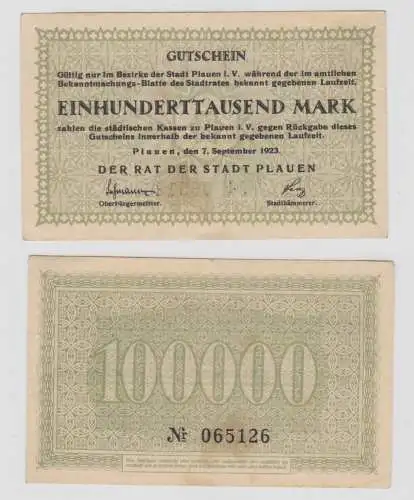 GUTSCHEIN
Gültig nur im Bezirke der Stadt Plauen i. V. während der im amtlichen
Bekanntmachungs-Blatte des Stadtrates bekannt gegebenen Laufzeit.
EINHUNDERTTAUSEND MARK
zahlen die städtischen Kassen zu Plauen i. V. gegen Rückgabe dieses
Gutscheins innerhalb der bekannt gegebenen Laufzeit.
Plauen, den 7. September 1923.
DER RAT DER STADT PLAUEN
Oberbürgermeister. Stadtkämmerer.
100000
Nr 065126